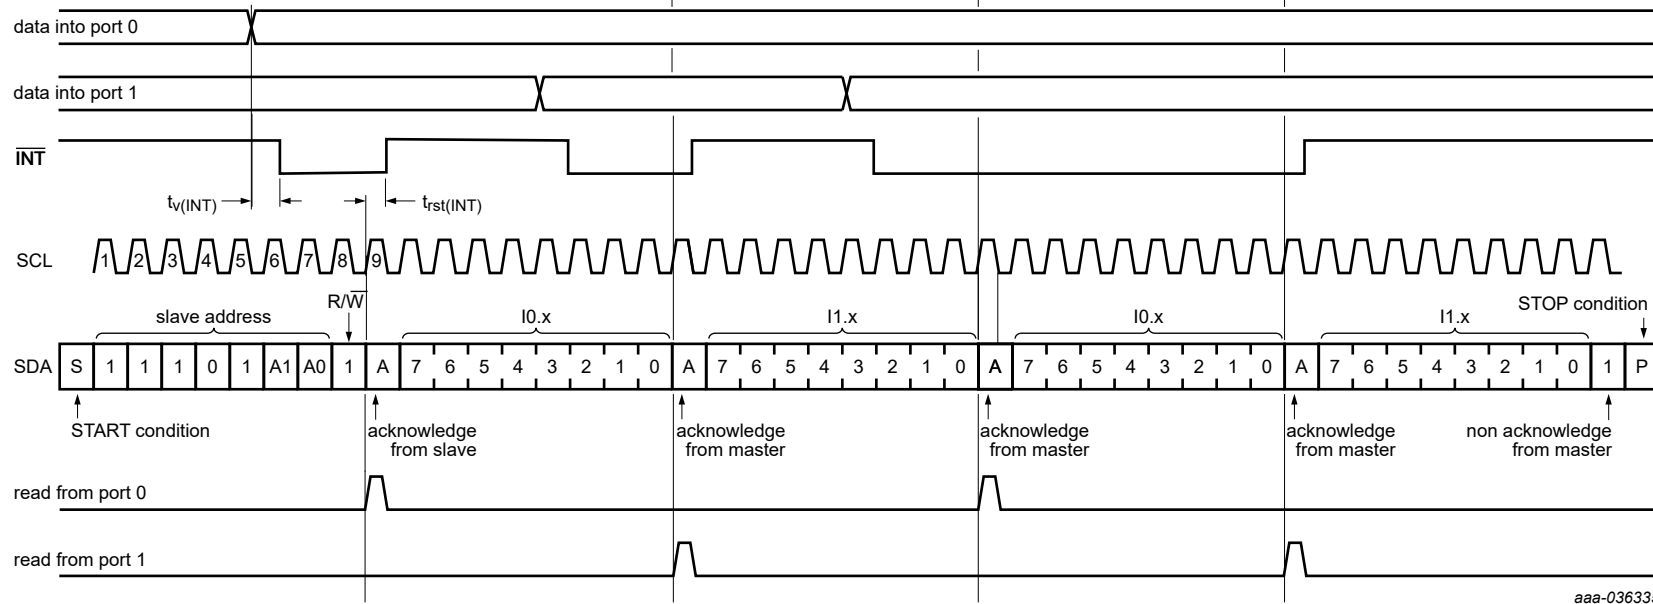 data into port 0
data into port 1
INT
tv(INT)
trst(INT)
SCL
1 2 3 4 5 6 7 8 9
R/W
STOP condition
slave address
I0.x
I1.x
I0.x
I1.x
SDA S 1 1 1 0 1 A1 A0 1 A 7 6 5 4 3 2 1 0 A 7 6 5 4 3 2 1 0 A 7 6 5 4 3 2 1 0 A 7 6 5 4 3 2 1 0 1 P
START condition
acknowledge
from slave
acknowledge
from master
acknowledge
from master
acknowledge
from master
non acknowledge
from master
read from port 0
read from port 1